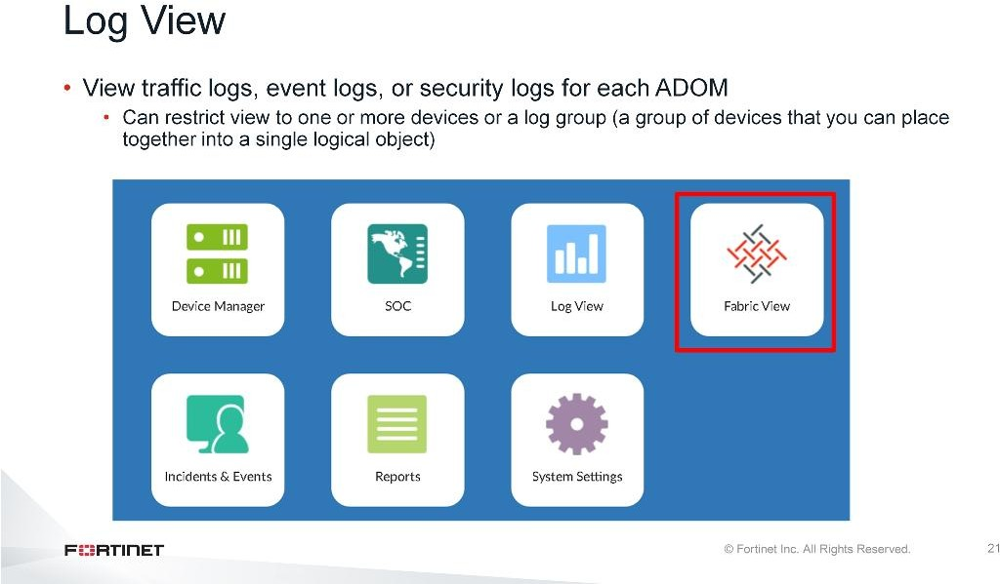 Log View
• View traffic logs, event logs, or security logs for each ADOM
• Can restrict view to one or more devices or a log group (a group of devices that you can place
together into a single logical object)
Device Manager
SOC
Log View
Fabric View
Incidents & Events
Reports
System Settings
FORTINET
© Fortinet Inc. All Rights Reserved.
21